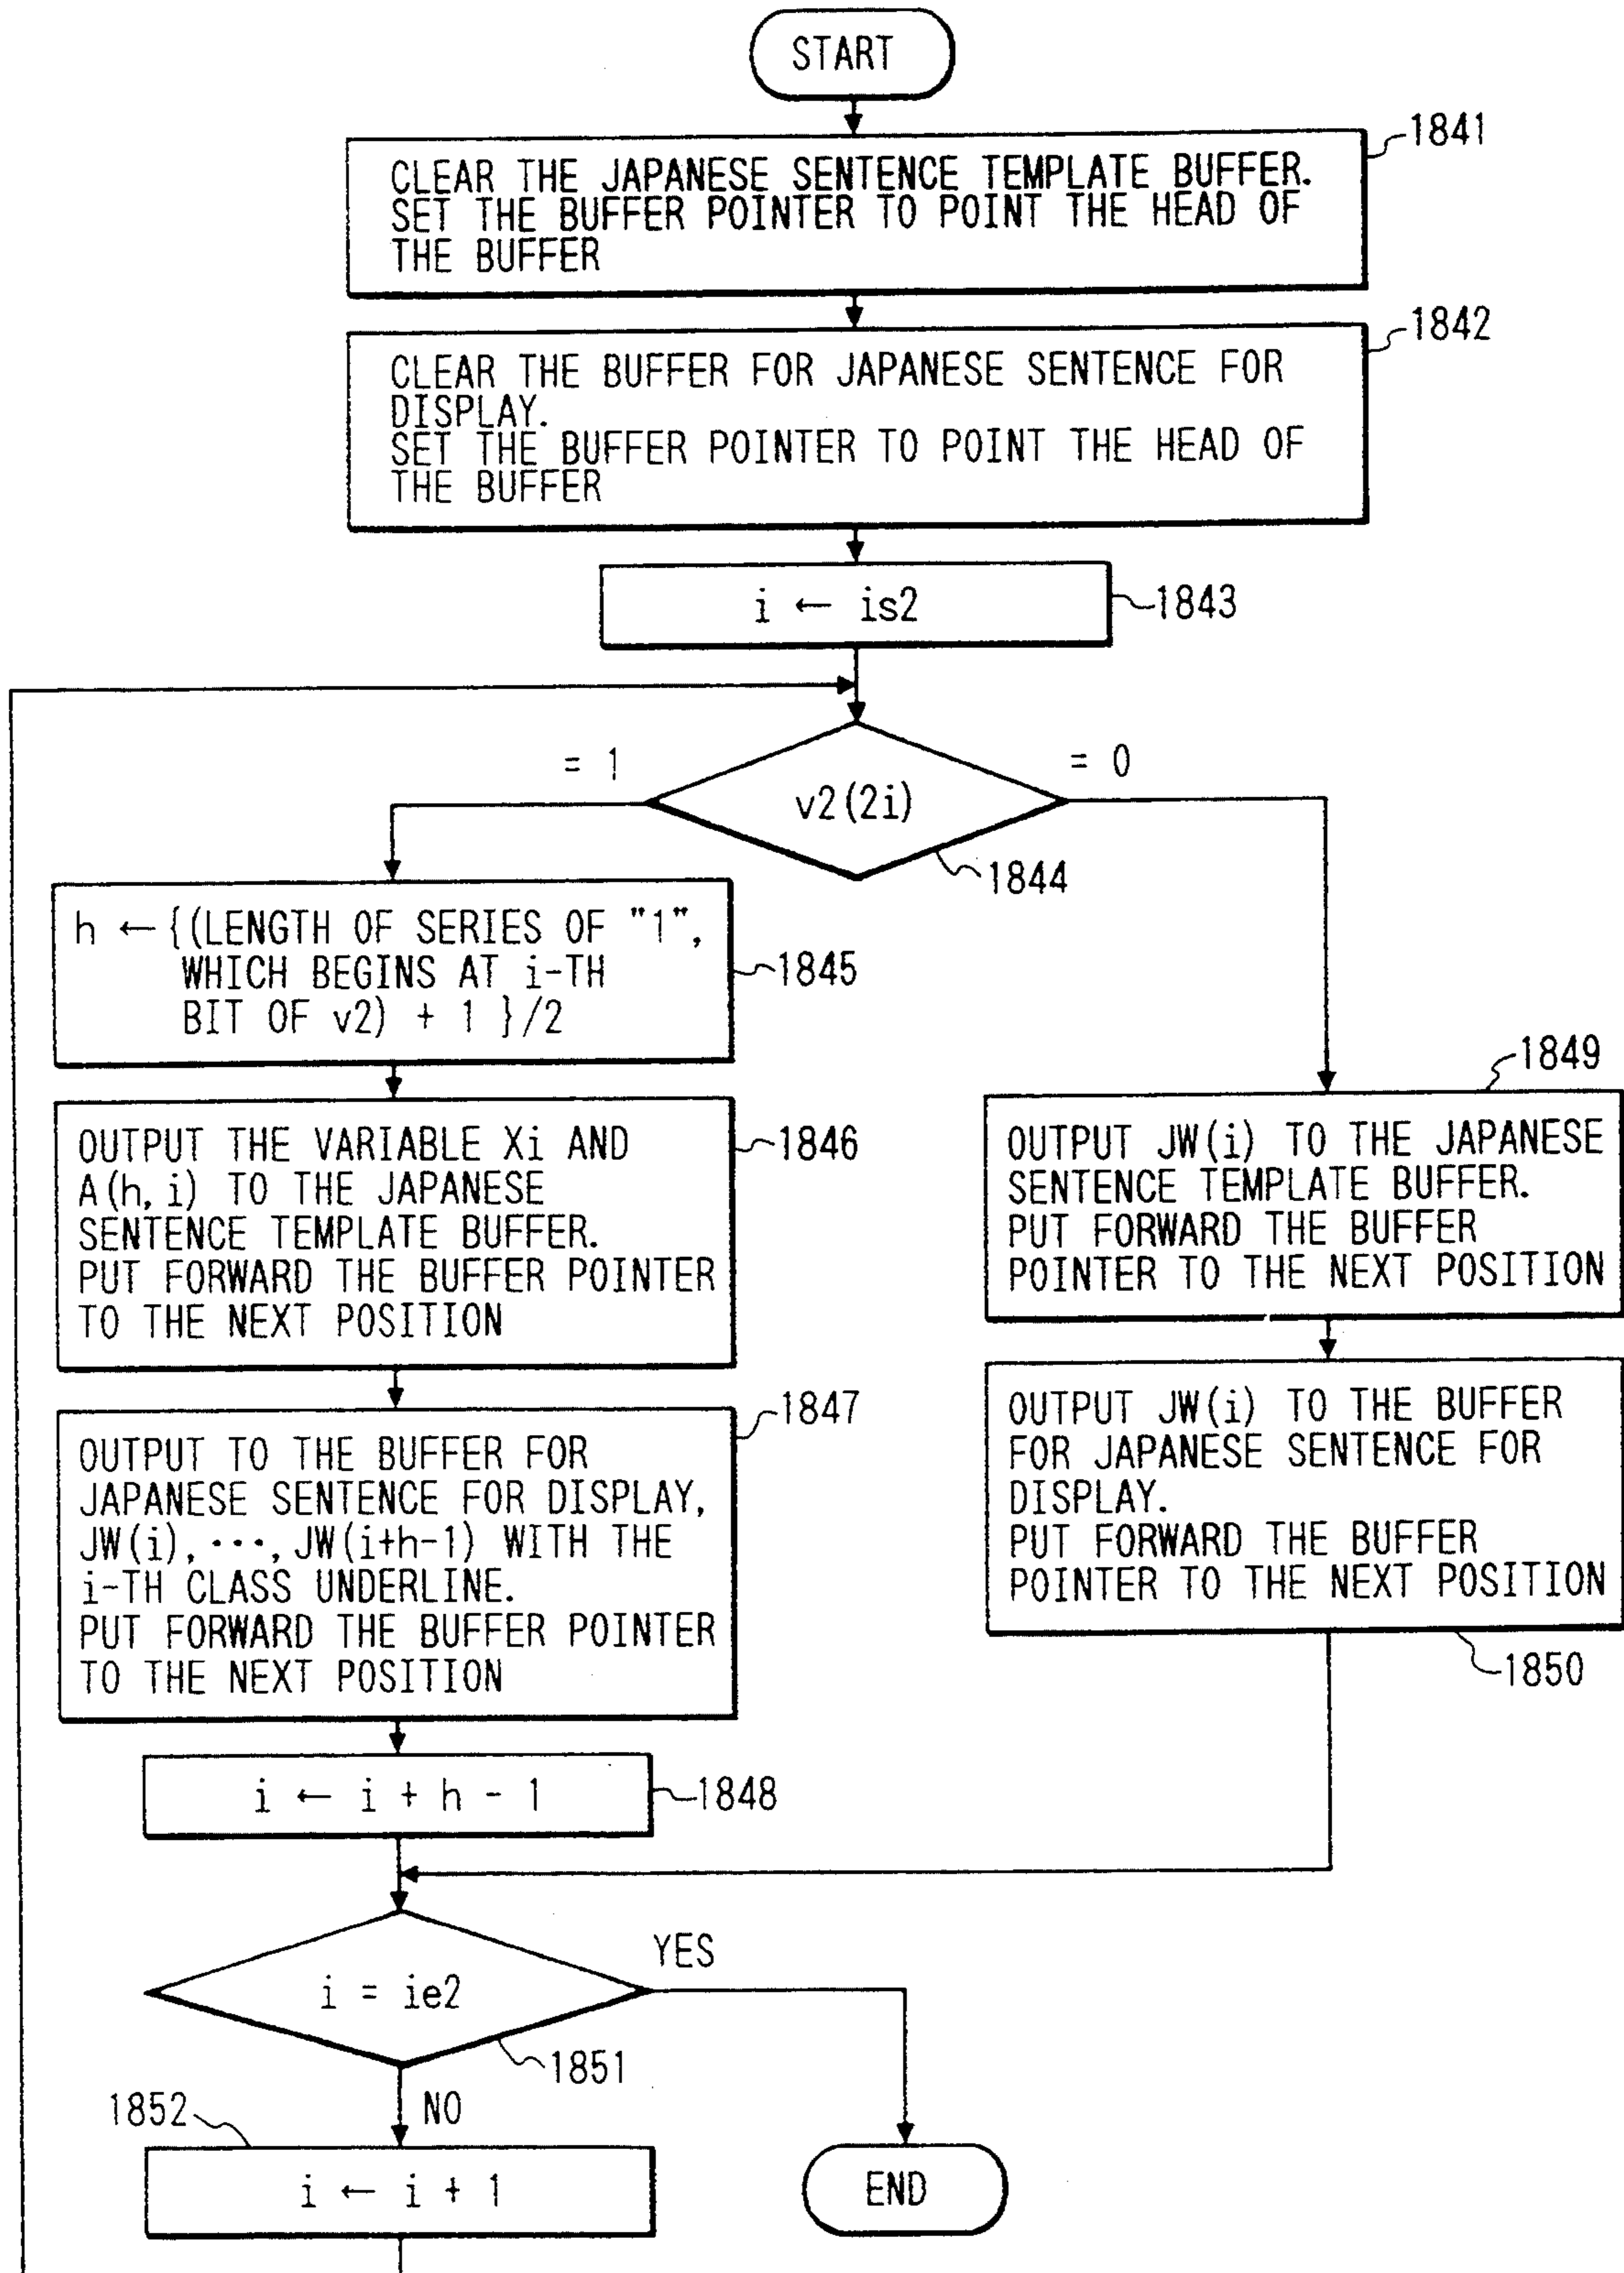 START
1841
CLEAR THE JAPANESE SENTENCE TEMPLATE BUFFER.
SET THE BUFFER POINTER TO POINT THE HEAD OF
THE BUFFER
1842
CLEAR THE BUFFER FOR JAPANESE SENTENCE FOR
DISPLAY.
SET THE BUFFER POINTER TO POINT THE HEAD OF
THE BUFFER
i ← is2
1843
= 1
= 0
v2(2i)
1844
h ← {(LENGTH OF SERIES OF "1",
WHICH BEGINS AT i-TH
BIT OF v2) + 1 }/2
1845
OUTPUT THE VARIABLE Xi AND
A(h, i) TO THE JAPANESE
SENTENCE TEMPLATE BUFFER.
PUT FORWARD THE BUFFER POINTER
TO THE NEXT POSITION
1846
1849
OUTPUT JW(i) TO THE JAPANESE
SENTENCE TEMPLATE BUFFER.
PUT FORWARD THE BUFFER
POINTER TO THE NEXT POSITION
1847
OUTPUT TO THE BUFFER FOR
JAPANESE SENTENCE FOR DISPLAY,
JW(i), ···, JW(i+h-1) WITH THE
i-TH CLASS UNDERLINE.
PUT FORWARD THE BUFFER POINTER
TO THE NEXT POSITION
OUTPUT JW(i) TO THE BUFFER
FOR JAPANESE SENTENCE FOR
DISPLAY.
PUT FORWARD THE BUFFER
POINTER TO THE NEXT POSITION
1850
i ← i + h - 1
1848
i = ie2
YES
1851
NO
1852
i ← i + 1
END